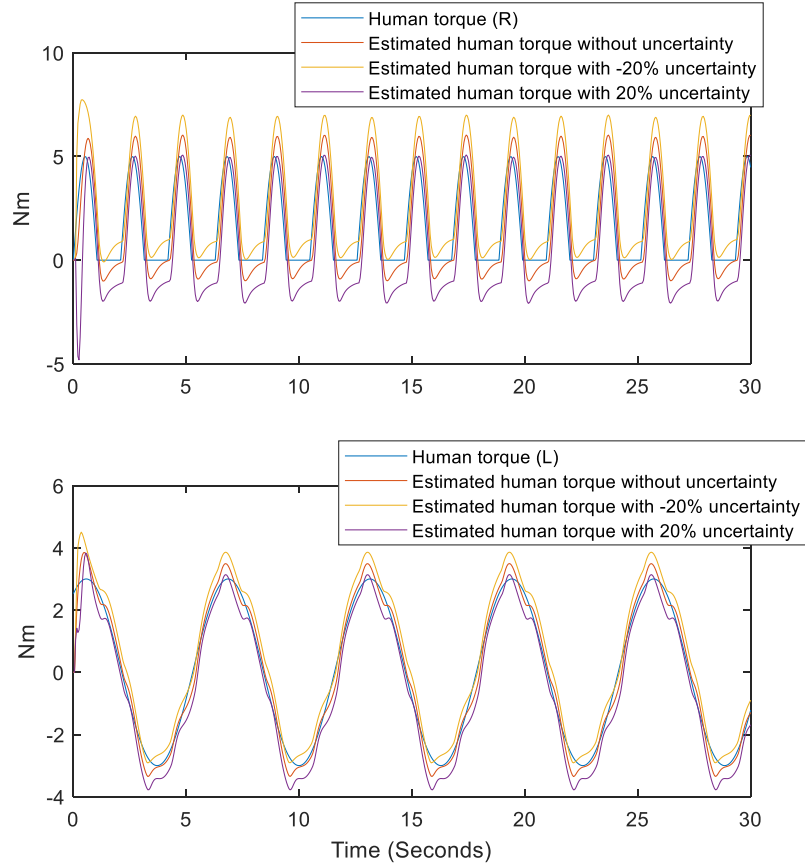 Human torque (R)
Estimated human torque without uncertainty
Estimated human torque with -20% uncertainty
Estimated human torque with 20% uncertainty
10
5
0
-5
Nm
0 5 10 15 20 25 30
Human torque (L)
Estimated human torque without uncertainty
Estimated human torque with -20% uncertainty
Estimated human torque with 20% uncertainty
6
4
2
0
-2
-4
Nm
0 5 10 15 20 25 30
Time (Seconds)